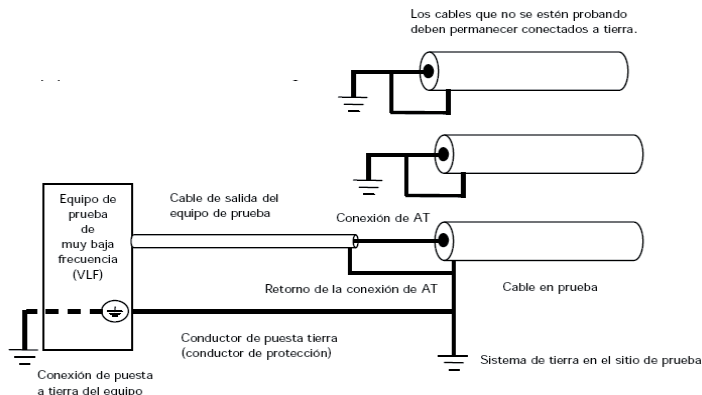 Los cables que no se estén probando
deben permanecer conectados a tierra.
Equipo de
prueba
de
muy baja
frecuencia
(VLF)
Cable de salida del
equipo de prueba
Conexión de AT
Retorno de la conexión de AT
Cable en prueba
Conductor de puesta tierra
(conductor de protección)
Sistema de tierra en el sitio de prueba
Conexión de puesta
a tierra del equipo